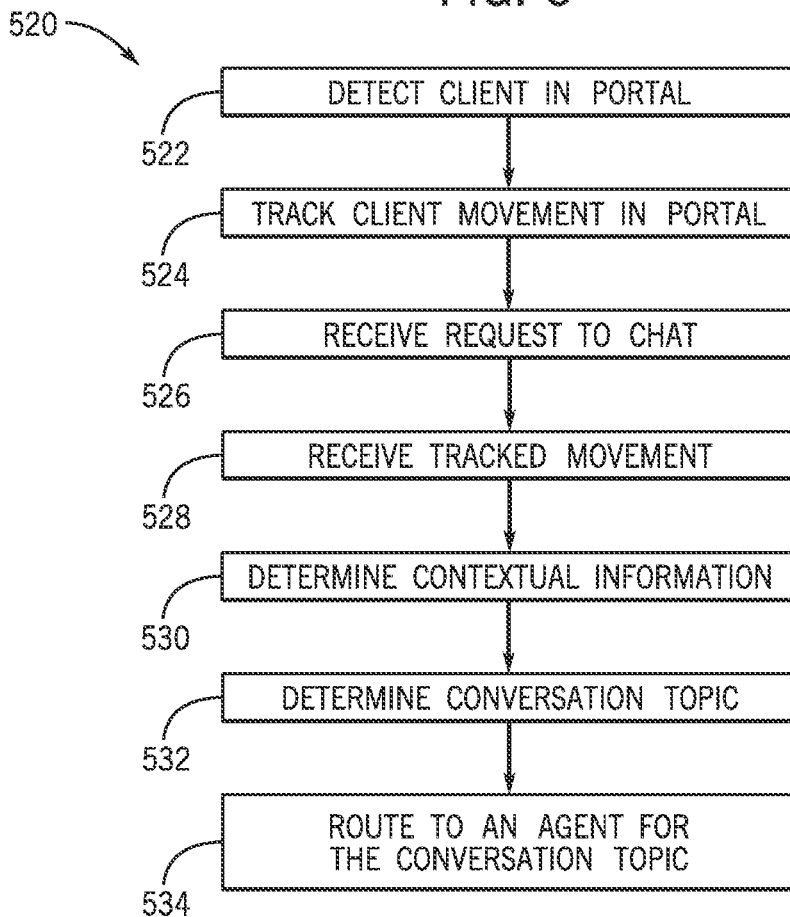 520
DETECT CLIENT IN PORTAL
522
TRACK CLIENT MOVEMENT IN PORTAL
524
RECEIVE REQUEST TO CHAT
526
RECEIVE TRACKED MOVEMENT
528
DETERMINE CONTEXTUAL INFORMATION
530
DETERMINE CONVERSATION TOPIC
532
ROUTE TO AN AGENT FOR
THE CONVERSATION TOPIC
534